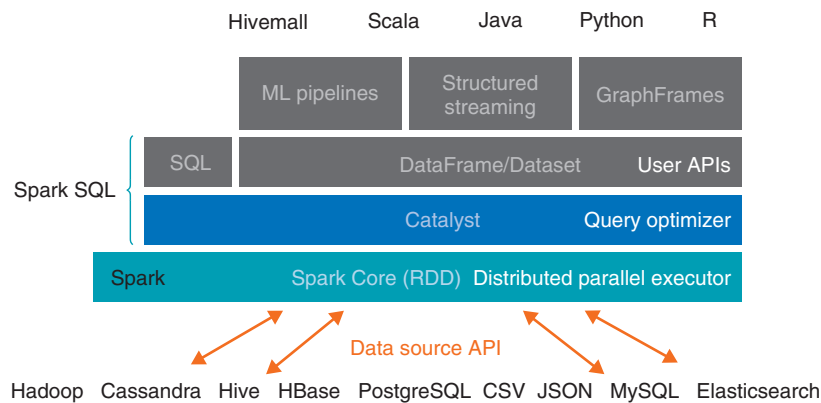 Hivemall Scala Java Python R
ML pipelines
Structured
streaming
GraphFrames
SQL
DataFrame/Dataset User APIs
Spark SQL
Catalyst Query optimizer
Spark Spark Core (RDD) Distributed parallel executor
Data source API
Hadoop Cassandra Hive HBase PostgreSQL CSV JSON MySQL Elasticsearch